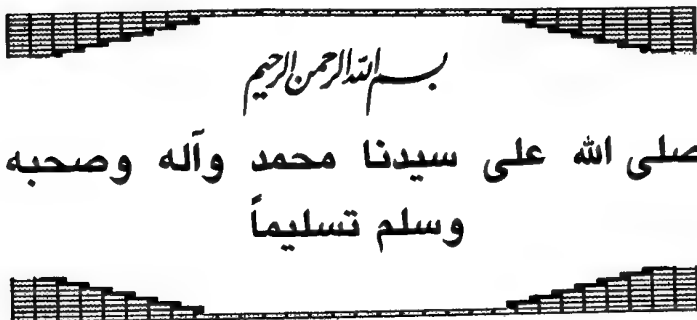 بسم الله الرحمن الرحيم
صلى الله على سيدنا محمد وآله وصحبه
وسلم تسليماً